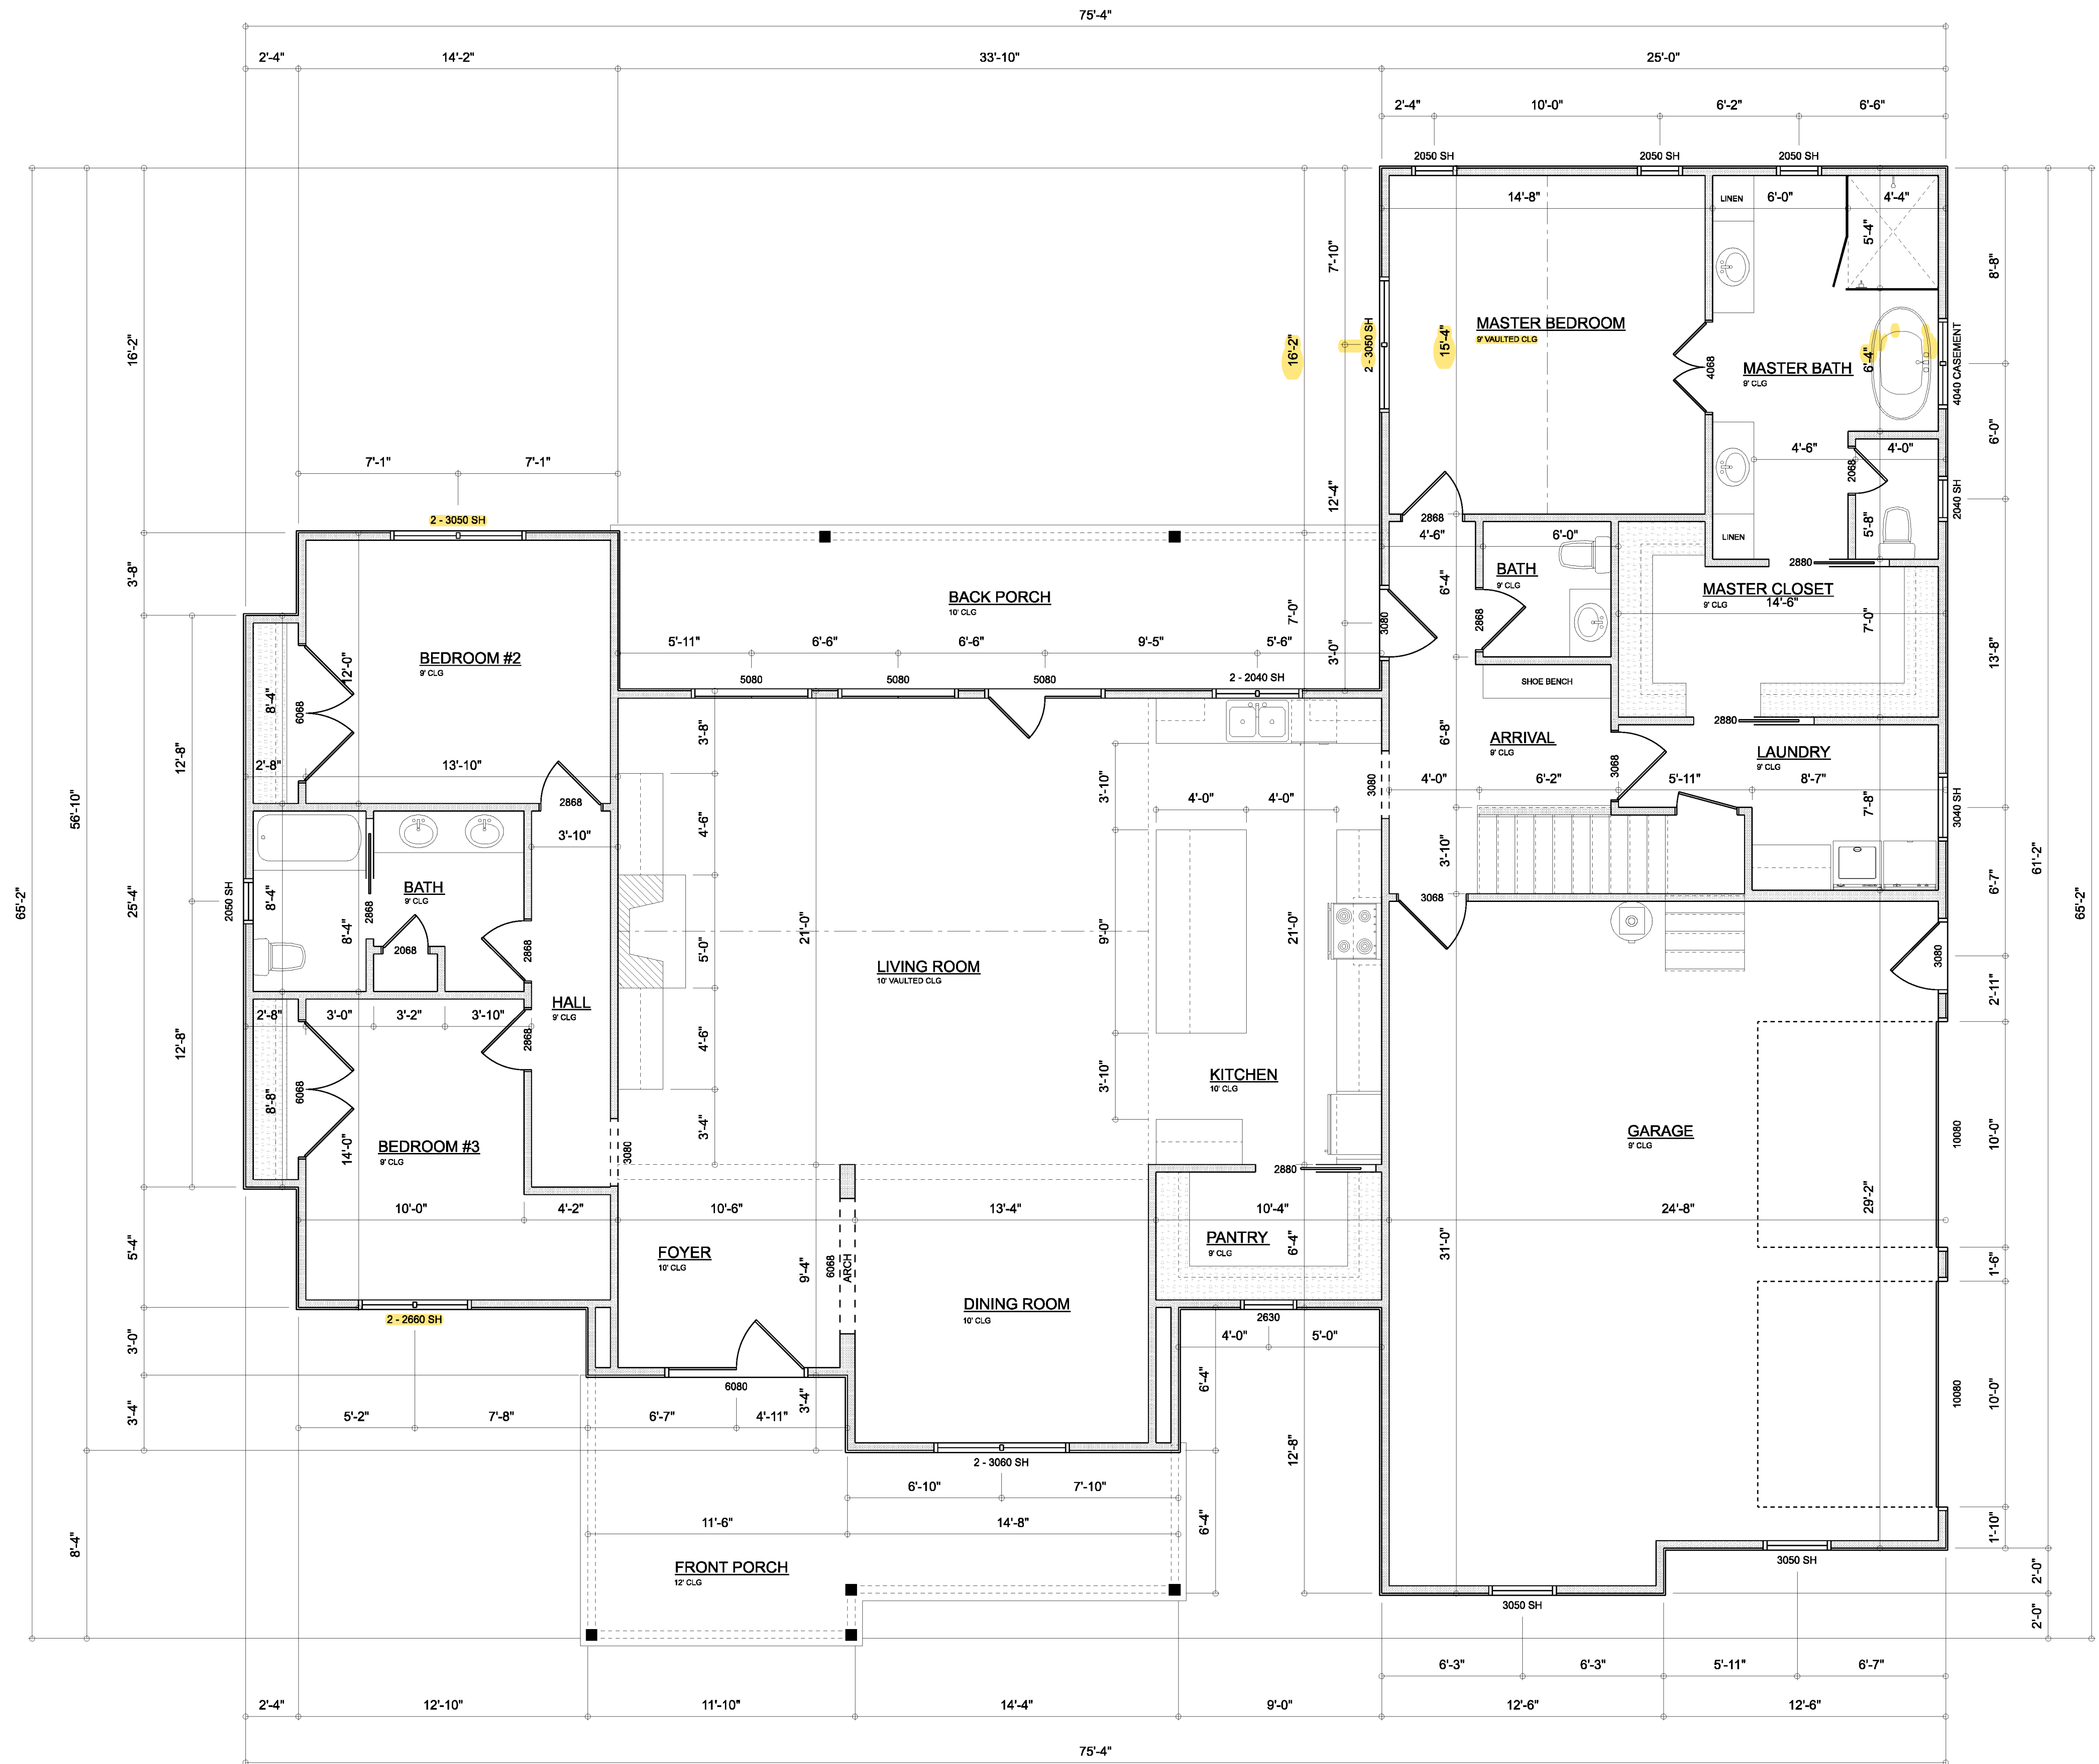 75'-4"
2'-4" 14'-2" 33'-10" 25'-0"
2'-4" 10'-0" 6'-2" 6'-6"
2050 SH 2050 SH 2050 SH
14'-8" LINEN 6'-0" 4'-4"
5'-4"
7'-10"
8'-8"
MASTER BEDROOM
9' VAULTED CLG
16'-2"
16'-2"
2 - 3050 SH
15'-4"
4068
MASTER BATH
9' CLG
6'-4"
4040 CASEMENT
6'-0"
7'-1" 7'-1"
4'-6" 4'-0"
2068
12'-4"
2040 SH
2 - 3050 SH
2868
4'-6" 6'-0"
LINEN
5'-8"
3'-8"
2880
BATH
9' CLG
6'-4"
MASTER CLOSET
9' CLG
14'-6"
BACK PORCH
10' CLG
7'-0"
3080
2868
7'-0"
5'-11" 6'-6" 6'-6" 9'-5" 5'-6"
3'-0"
13'-8"
BEDROOM #2
9' CLG
12'-0"
5080 5080 5080 2 - 2040 SH
SHOE BENCH
8'-4"
6068
12'-8"
3'-8"
6'-8"
ARRIVAL
9' CLG
2880
LAUNDRY
9' CLG
2'-8" 13'-10"
3068
4'-0" 6'-2" 5'-11" 8'-7"
3080
3'-10"
4'-0" 4'-0"
2868
7'-8"
3040 SH
56'-10"
3'-10"
4'-6"
3'-10"
61'-2"
65'-2"
25'-4"
2050 SH
8'-4"
BATH
9' CLG
2868
8'-4"
2068
2868
3068
6'-7"
65'-2"
21'-0"
9'-0"
21'-0"
5'-0"
3080
LIVING ROOM
10' VAULTED CLG
HALL
9' CLG
2'-11"
2'-8" 3'-0" 3'-2" 3'-10"
2868
4'-6"
12'-8"
3'-10"
KITCHEN
10' CLG
8'-8"
6068
BEDROOM #3
9' CLG
14'-0"
3080
3'-4"
GARAGE
9' CLG
10080
10'-0"
2880
10'-0" 4'-2" 10'-6" 13'-4" 10'-4" 24'-8"
29'-2"
5'-4"
FOYER
10' CLG
9'-4"
6068
ARCH
PANTRY
9' CLG
6'-4"
31'-0"
1'-6"
DINING ROOM
10' CLG
2 - 2660 SH
2630
4'-0" 5'-0"
3'-0"
6080
3'-4"
6'-4"
10080
10'-0"
3'-4"
5'-2" 7'-8" 6'-7" 4'-11"
12'-8"
2 - 3060 SH
6'-10" 7'-10"
11'-6" 14'-8"
6'-4"
1'-10"
8'-4"
FRONT PORCH
12' CLG
3050 SH
2'-0"
3050 SH
2'-0"
6'-3" 6'-3" 5'-11" 6'-7"
2'-4" 12'-10" 11'-10" 14'-4" 9'-0" 12'-6" 12'-6"
75'-4"